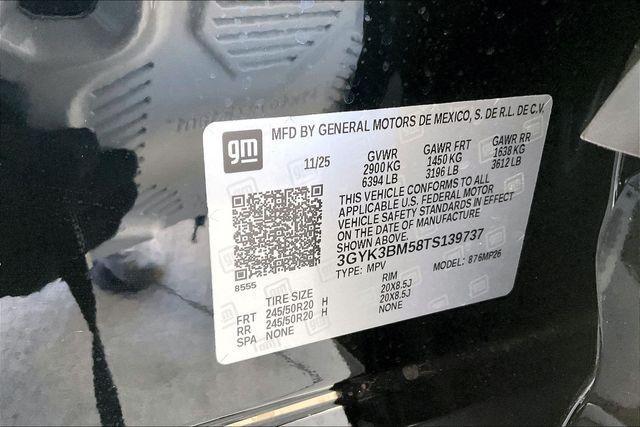 gm
MFD BY GENERAL MOTORS DE MEXICO, S. DE R.L. DE C.V.
11/25 GVWR GAWR FRT GAWR RR
2900 KG 1450 KG 1638 KG
6394 LB 3196 LB 3612 LB
THIS VEHICLE CONFORMS TO ALL
APPLICABLE U.S. FEDERAL MOTOR
VEHICLE SAFETY STANDARDS IN EFFECT
ON THE DATE OF MANUFACTURE
SHOWN ABOVE.
3GYK3BM58TS139737
TYPE: MPV MODEL: 876MP26
8555
TIRE SIZE RIM
FRT 245/50R20 H 20X8.5J
RR 245/50R20 H 20X8.5J
SPA NONE NONE